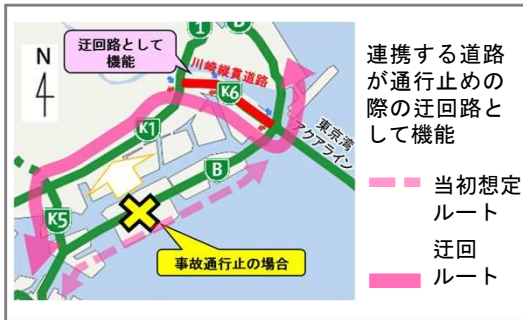 N
1
迂回路として
機能
川崎縦貫道路
K6
K1
東京湾
アクアライン
B
K5
事故通行止の場合
連携する道路
が通行止めの
際の迂回路と
して機能
当初想定
ルート
迂回
ルート